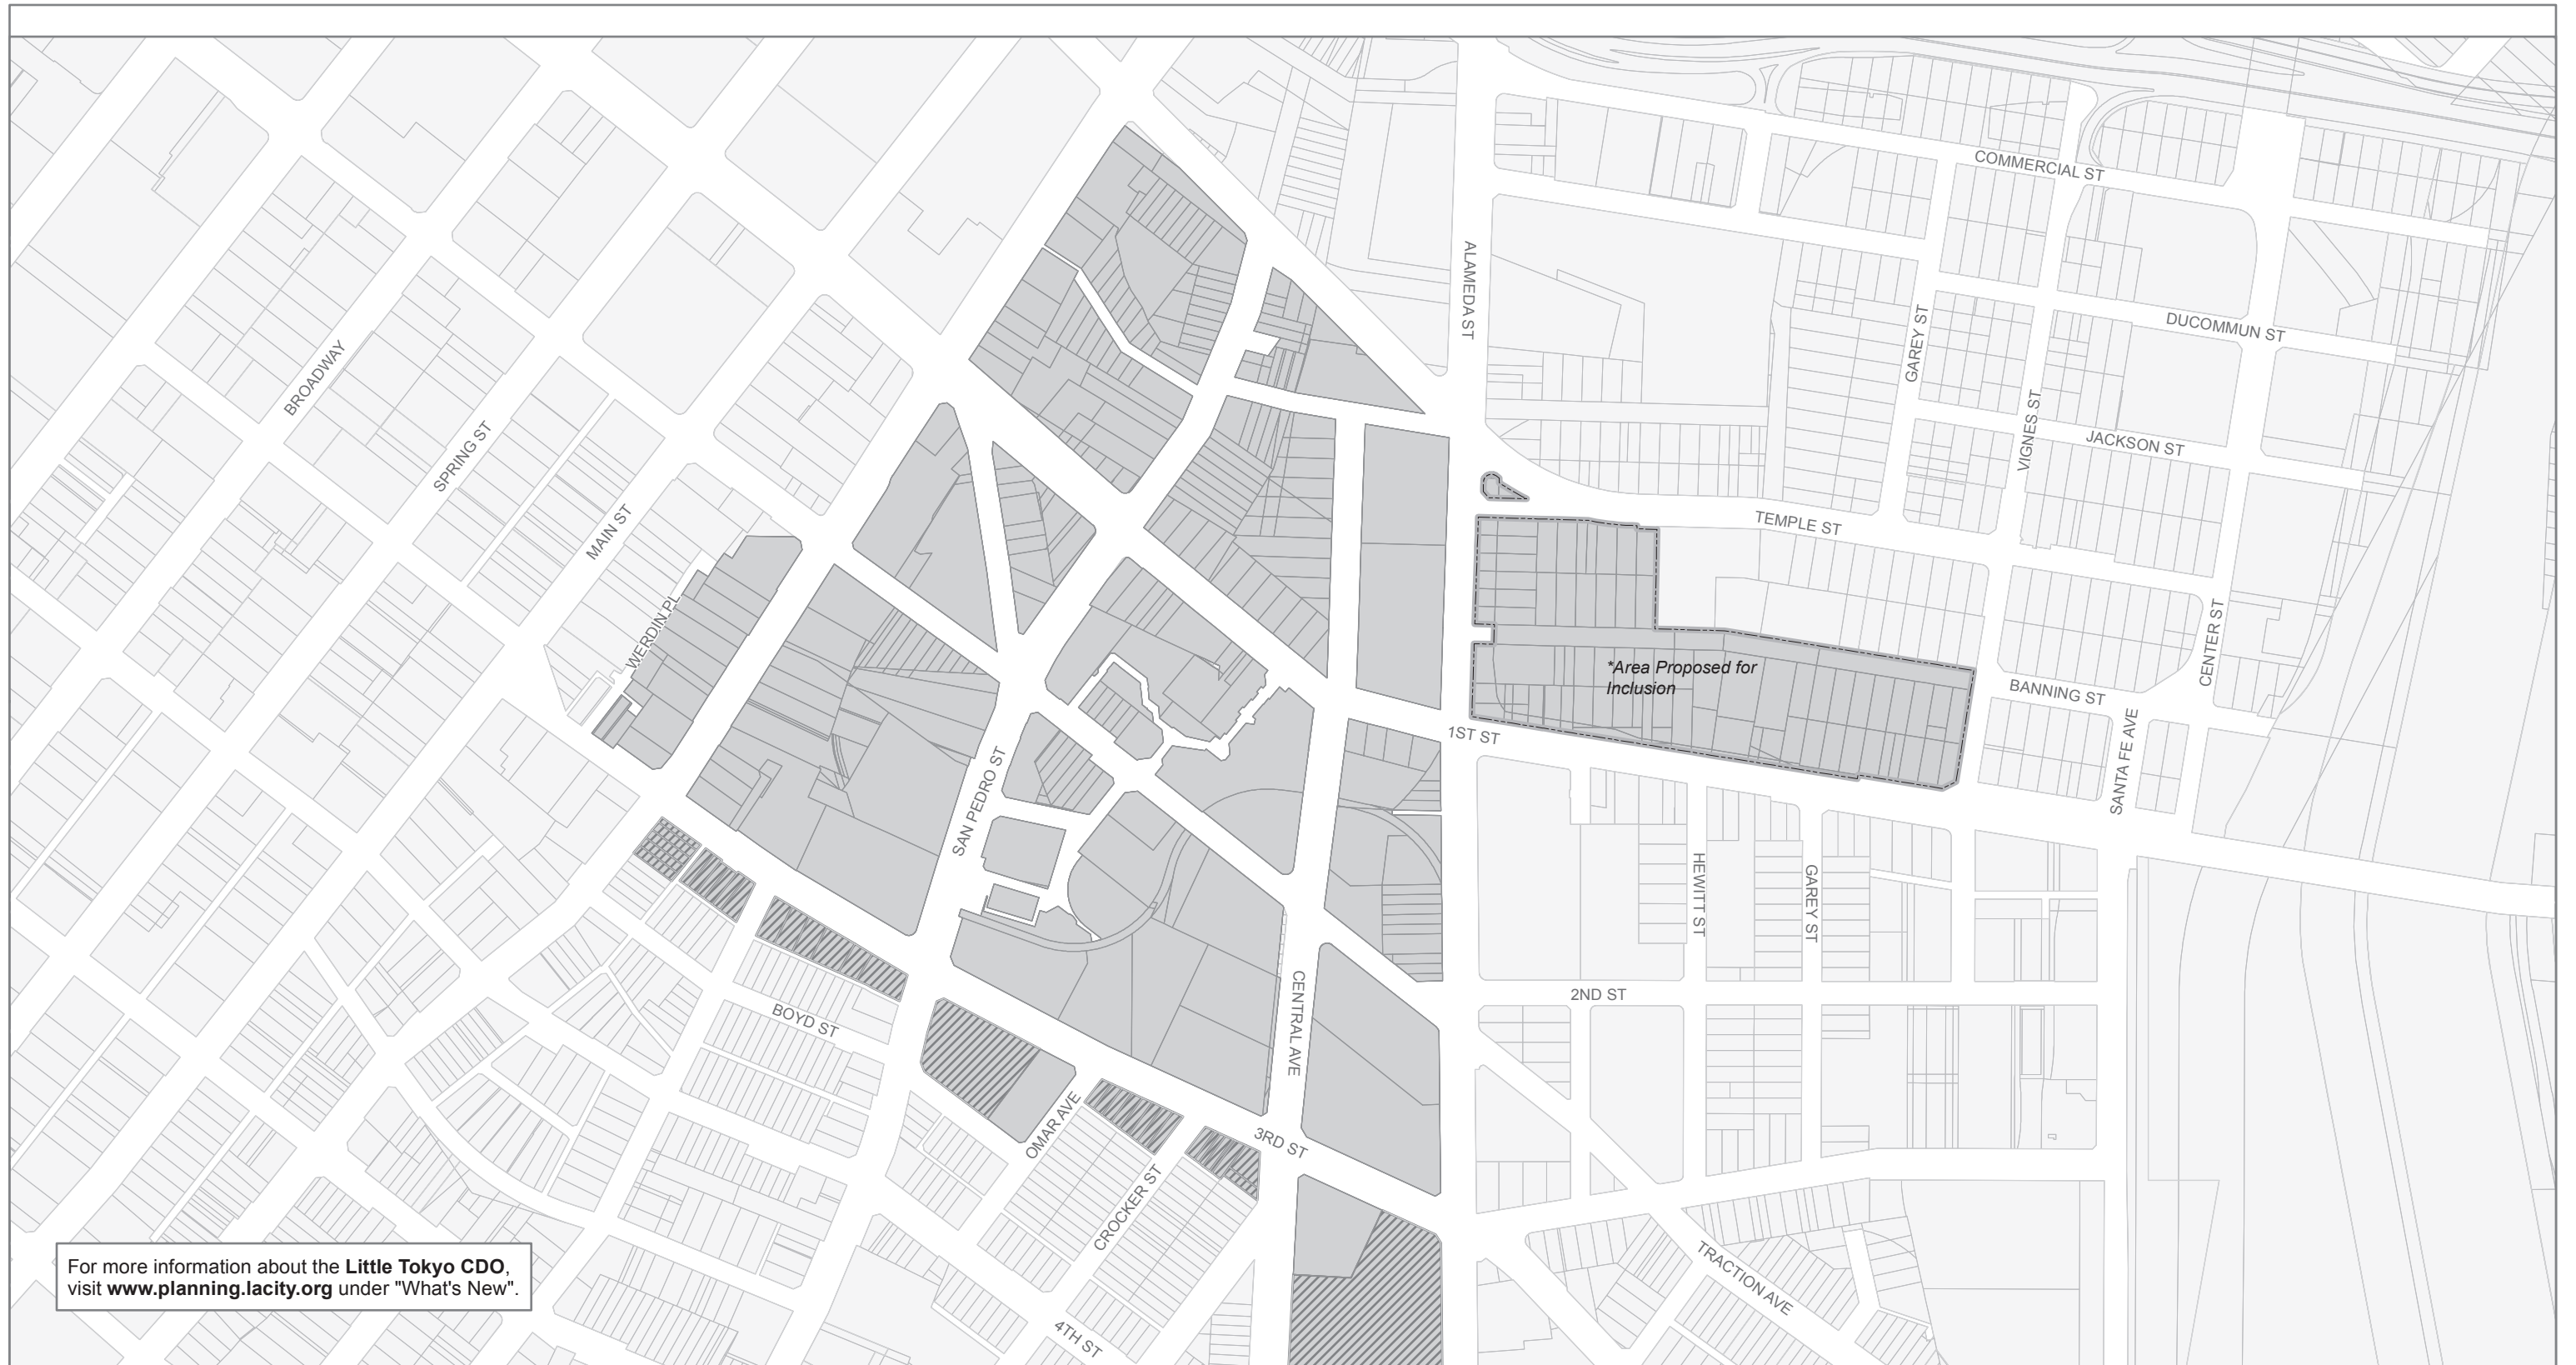 COMMERCIAL ST
ALAMEDA ST
GAREY ST
DUCOMMUN ST
BROADWAY
VIGNES ST
JACKSON ST
SPRING ST
MAIN ST
TEMPLE ST
WERDIN PL
CENTER ST
*Area Proposed for
Inclusion
BANNING ST
1ST ST
SANTA FE AVE
SAN PEDRO ST
HEWITT ST
GAREY ST
2ND ST
CENTRAL AVE
BOYD ST
OMAR AVE
3RD ST
CROCKER ST
TRACTION AVE
4TH ST
For more information about the Little Tokyo CDO,
visit www.planning.lacity.org under "What's New".